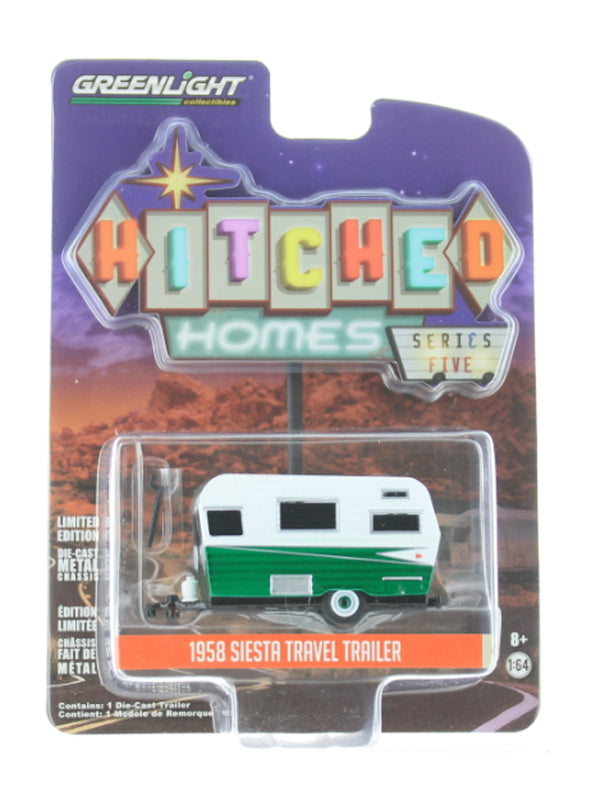 GREENLIGHT
collectibles
HITCHED
HOMES
SERIES
FIVE
LIMITED
EDITION
DIE-CAST
METAL
CHASSIS
ÉDITION
LIMITÉE
CHÂSSIS
FAIT DE
MÉTAL
1958 SIESTA TRAVEL TRAILER
8+
1:64
Contains: 1 Die-Cast Trailer
Contient: 1 Modèle de Remorque